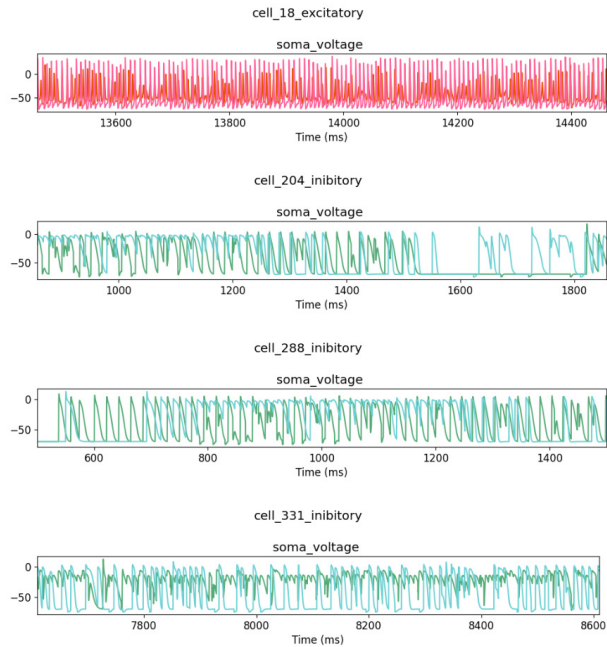 cell_18_excitatory
soma_voltage
0
−50
13600 13800 14000 14200 14400
Time (ms)
cell_204_inibitory
soma_voltage
0
−50
1000 1200 1400 1600 1800
Time (ms)
cell_288_inibitory
soma_voltage
0
−50
600 800 1000 1200 1400
Time (ms)
cell_331_inibitory
soma_voltage
0
−50
7800 8000 8200 8400 8600
Time (ms)